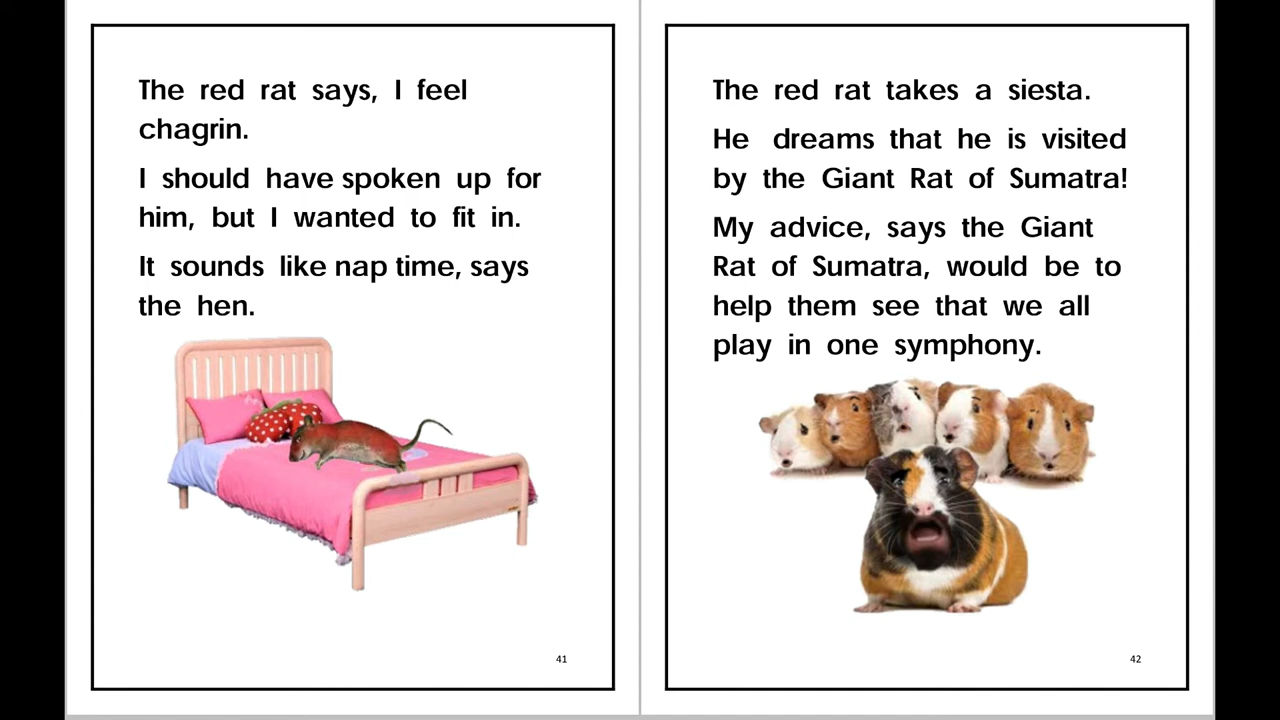 The red rat says, I feel
chagrin.
I should have spoken up for
him, but I wanted to fit in.
It sounds like nap time, says
the hen.
41
The red rat takes a siesta.
He dreams that he is visited
by the Giant Rat of Sumatra!
My advice, says the Giant
Rat of Sumatra, would be to
help them see that we all
play in one symphony.
42